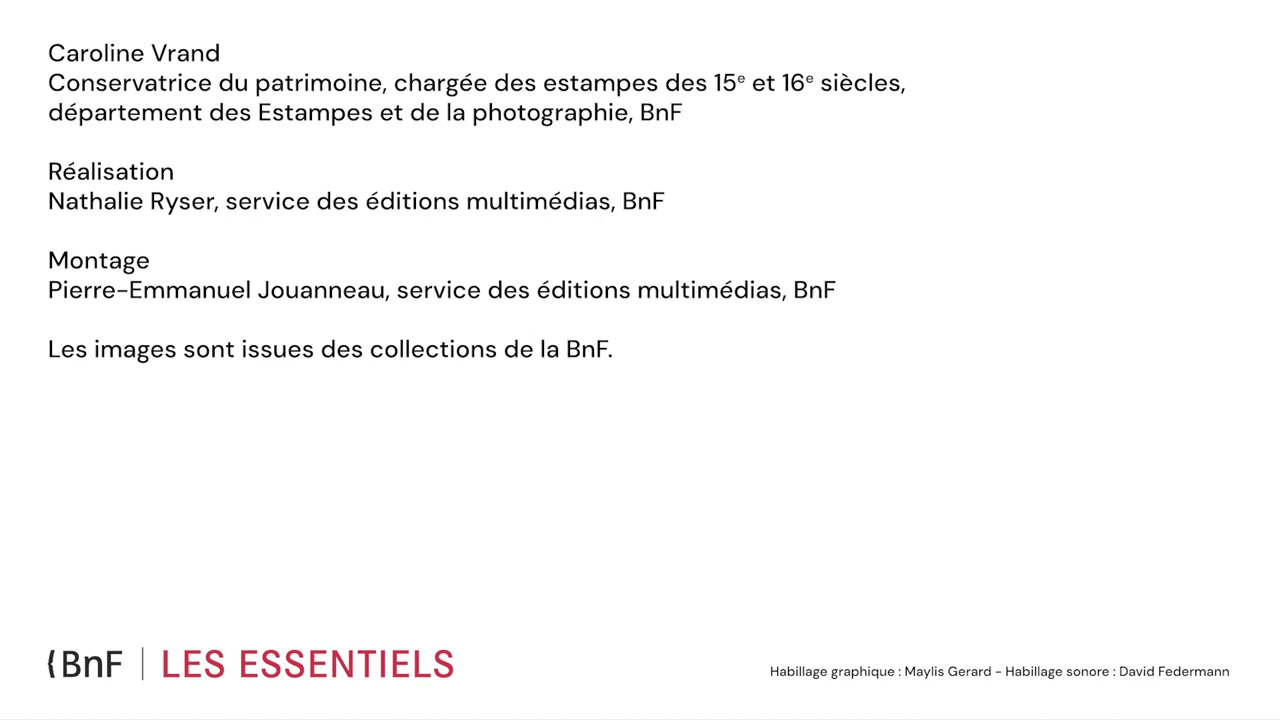 Caroline Vrand
Conservatrice du patrimoine, chargée des estampes des 15ᵉ et 16ᵉ siècles,
département des Estampes et de la photographie, BnF
Réalisation
Nathalie Ryser, service des éditions multimédias, BnF
Montage
Pierre-Emmanuel Jouanneau, service des éditions multimédias, BnF
Les images sont issues des collections de la BnF.
BnF | LES ESSENTIELS
Habillage graphique : Maylis Gerard - Habillage sonore : David Federmann